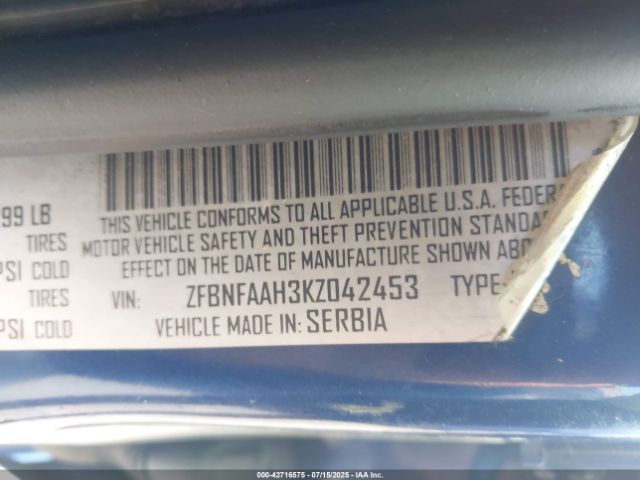 299 LB
TIRES
PSI COLD
TIRES
PSI COLD
THIS VEHICLE CONFORMS TO ALL APPLICABLE U.S.A. FEDERA
MOTOR VEHICLE SAFETY AND THEFT PREVENTION STANDA
EFFECT ON THE DATE OF MANUFACTURE SHOWN ABO
VIN: ZFBNFAAH3KZ042453 TYPE:
VEHICLE MADE IN: SERBIA
000-42716575 - 07/15/2025 - IAA Inc.